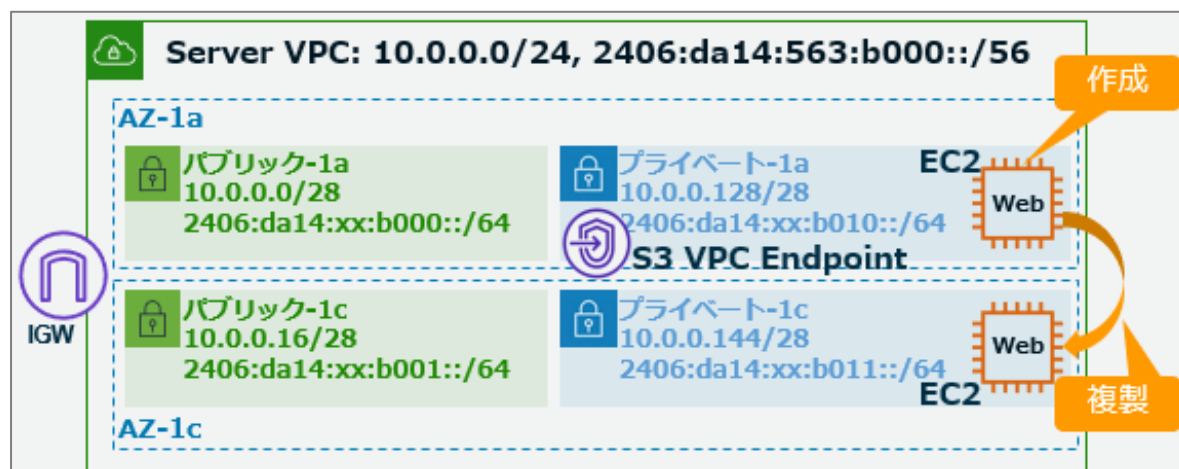 Server VPC: 10.0.0.0/24, 2406:da14:563:b000::/56
作成
AZ-1a
パブリック-1a
10.0.0.0/28
2406:da14:xx:b000::/64
プライベート-1a
10.0.0.128/28
2406:da14:xx:b010::/64
EC2
Web
S3 VPC Endpoint
IGW
パブリック-1c
10.0.0.16/28
2406:da14:xx:b001::/64
プライベート-1c
10.0.0.144/28
2406:da14:xx:b011::/64
Web
EC2
複製
AZ-1c